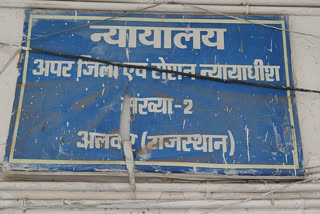 न्यायालय
अपर जिला एवं सेशन न्यायाधीश
संख्या-2
अलवर (राजस्थान)